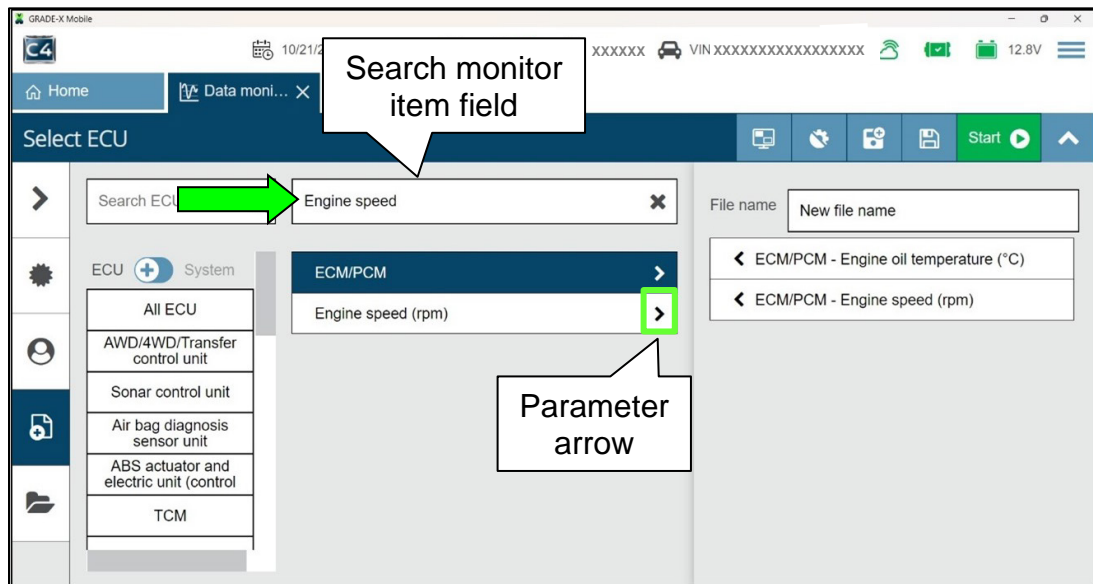 GRADE-X Mobile
C4
10/21/2
xxxxxx
VIN xxxxxxxxxxxxxxxxx
12.8V
Home
Data moni...
Search monitor
item field
Select ECU
Start
Search EC
Engine speed
File name
New file name
ECU
System
ECM/PCM
ECM/PCM - Engine oil temperature (°C)
All ECU
Engine speed (rpm)
ECM/PCM - Engine speed (rpm)
AWD/4WD/Transfer
control unit
Sonar control unit
Air bag diagnosis
sensor unit
ABS actuator and
electric unit (control
TCM
Parameter
arrow